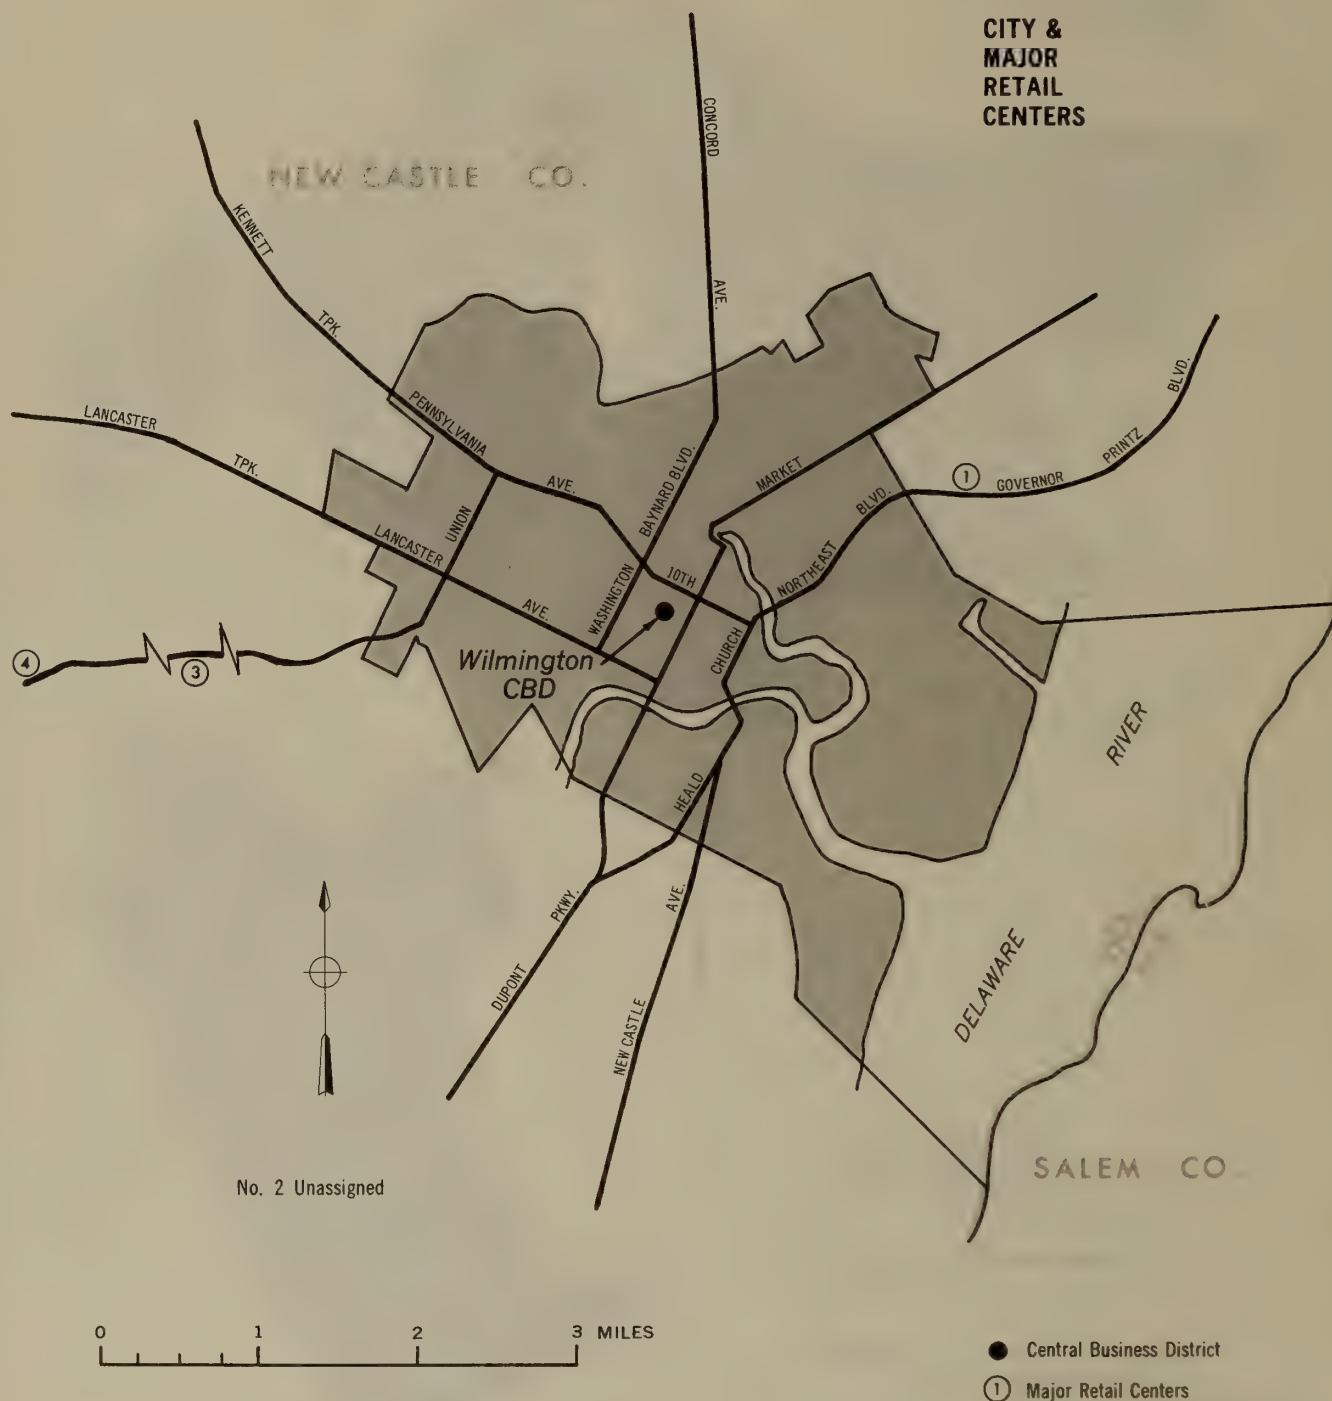 CITY &
MAJOR
RETAIL
CENTERS
NEW CASTLE CO.
CONCORD
AVE.
KENNETT
TPK.
PENNSYLVANIA
AVE.
LANCASTER
TPK.
LANCASTER
AVE.
UNION
BAYNARD BLVD.
WASHINGTON
MARKET
10TH
NORTHEAST
BLVD.
1
GOVERNOR
PRINTZ
BLVD.
CHURCH
4
3
Wilmington
CBD
HEALD
RIVER
DELAWARE
PKWY.
DUPONT
AVE.
NEW CASTLE
No. 2 Unassigned
SALEM CO
0 1 2 3 MILES
Central Business District
1 Major Retail Centers